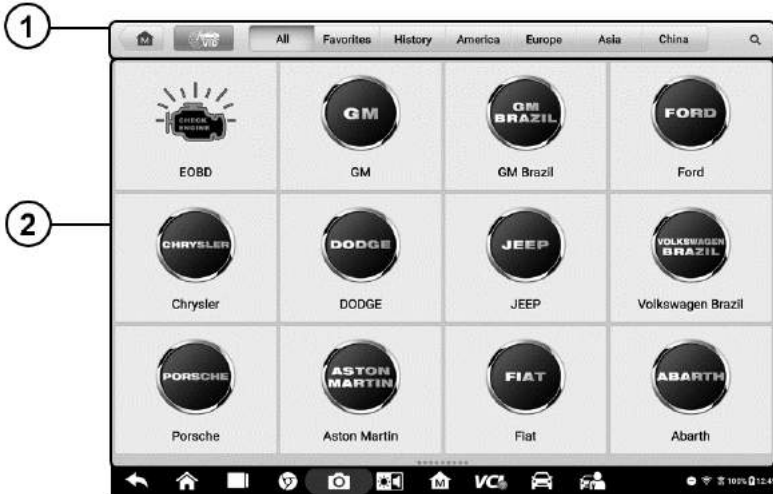 1
M VID All Favorites History America Europe Asia China
2
CHECK
ENGINE
EOBD
GM
GM
GM
BRAZIL
GM Brazil
FORD
Ford
CHRYSLER
Chrysler
DODGE
DODGE
JEEP
JEEP
VOLKSWAGEN
BRAZIL
Volkswagen Brazil
PORSCHE
Porsche
ASTON
MARTIN
Aston Martin
FIAT
Fiat
ABARTH
Abarth
M VCI 100%